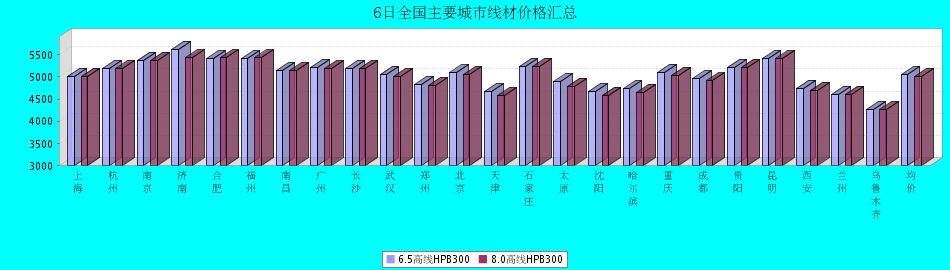 6日全国主要城市线材价格汇总
5500
5000
4500
4000
3500
3000
上海
杭州
南京
济南
合肥
福州
南昌
广州
长沙
武汉
郑州
北京
天津
石家庄
太原
沈阳
哈尔滨
重庆
成都
贵阳
昆明
西安
兰州
乌鲁木齐
均价
6.5高线HPB300 8.0高线HPB300